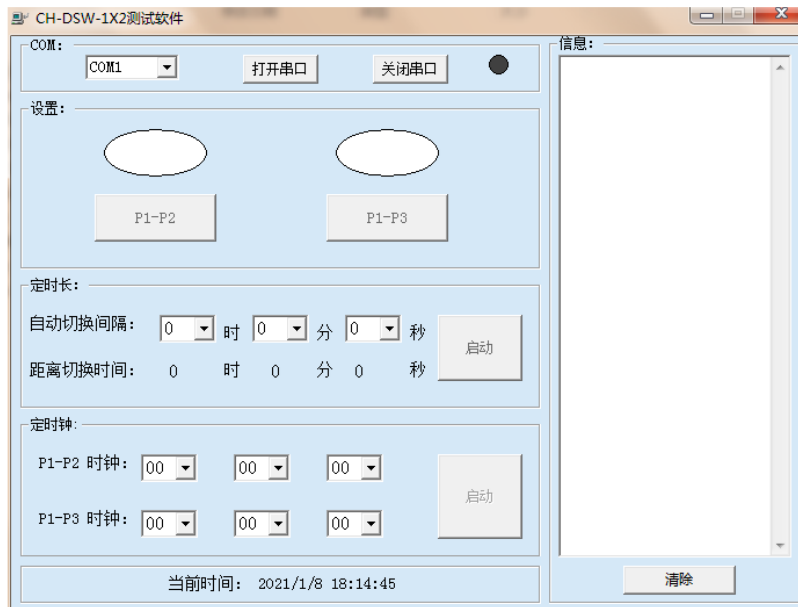 CH-DSW-1X2测试软件
COM:
COM1 打开串口 关闭串口
设置:
P1-P2 P1-P3
定时长:
自动切换间隔: 0 时 0 分 0 秒
启动
距离切换时间: 0 时 0 分 0 秒
定时钟:
P1-P2 时钟: 00 00 00
启动
P1-P3 时钟: 00 00 00
当前时间: 2021/1/8 18:14:45
信息:
清除